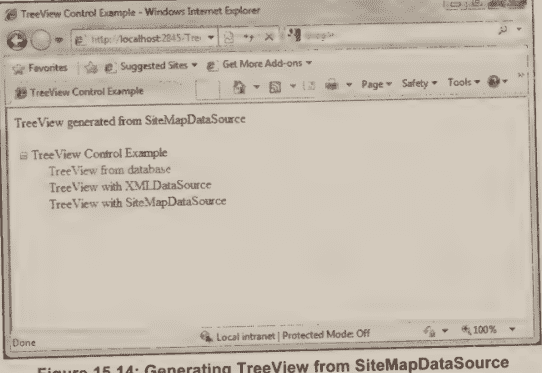 TreeView Control Example - Windows Internet Explorer
http://localhost:2845/Tree
Favorites Suggested Sites Get More Add-ons
TreeView Control Example Page Safety Tools
TreeView generated from SiteMapDataSource
TreeView Control Example
TreeView from database
TreeView with XMLDataSource
TreeView with SiteMapDataSource
Done Local intranet | Protected Mode: Off 100%
Figure 15.14: Generating TreeView from SiteMapDataSource